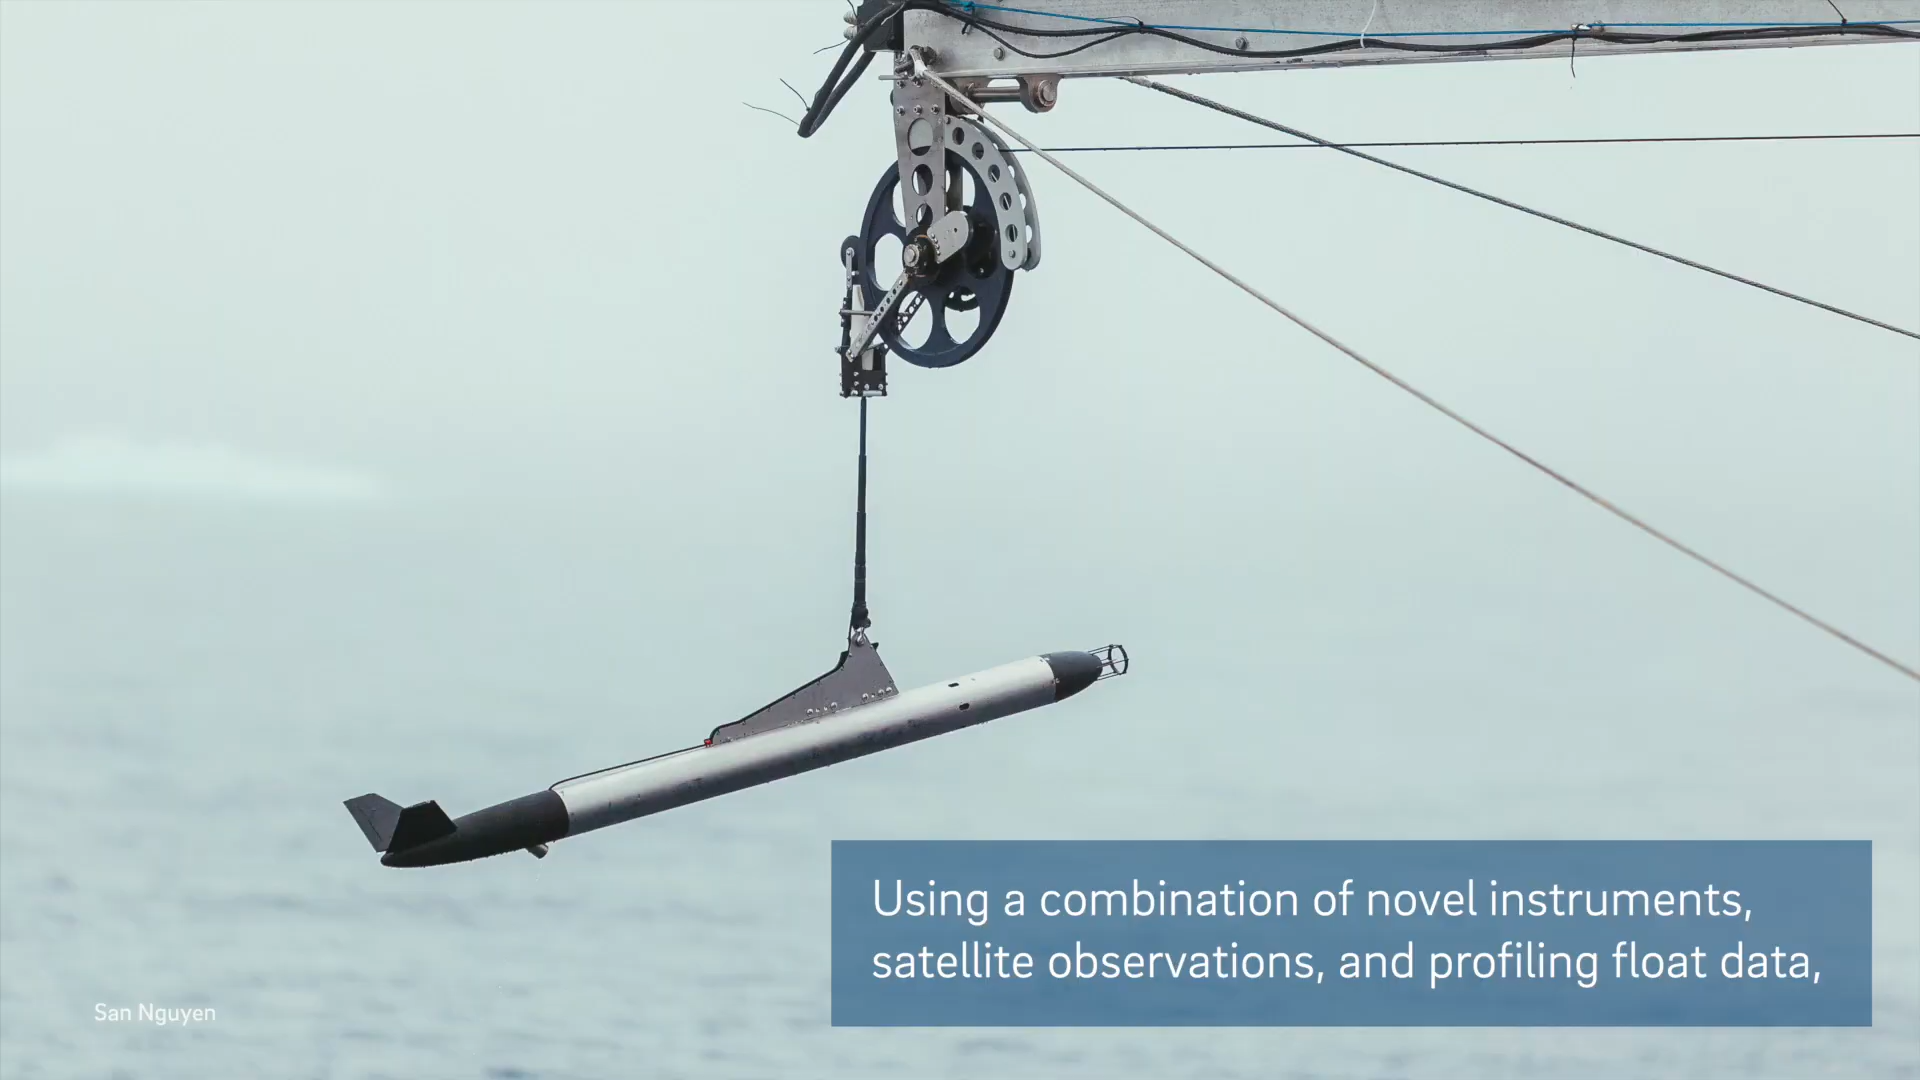 Using a combination of novel instruments,
satellite observations, and profiling float data,
San Nguyen